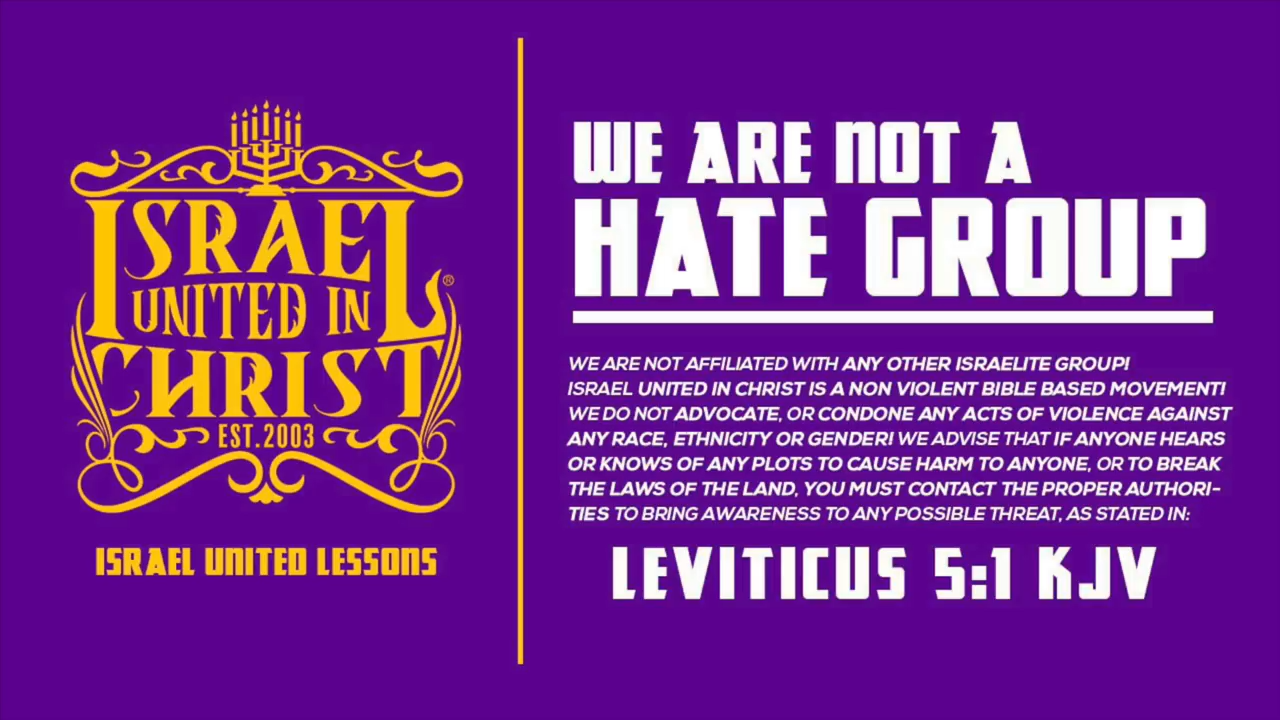 ISRAEL
UNITED IN
CHRIST
EST.2003
ISRAEL UNITED LESSONS
WE ARE NOT A
HATE GROUP
WE ARE NOT AFFILIATED WITH ANY OTHER ISRAELITE GROUP!
ISRAEL UNITED IN CHRIST IS A NON VIOLENT BIBLE BASED MOVEMENT!
WE DO NOT ADVOCATE, OR CONDONE ANY ACTS OF VIOLENCE AGAINST
ANY RACE, ETHNICITY OR GENDER! WE ADVISE THAT IF ANYONE HEARS
OR KNOWS OF ANY PLOTS TO CAUSE HARM TO ANYONE, OR TO BREAK
THE LAWS OF THE LAND, YOU MUST CONTACT THE PROPER AUTHORI-
TIES TO BRING AWARENESS TO ANY POSSIBLE THREAT, AS STATED IN:
LEVITICUS 5:1 KJV